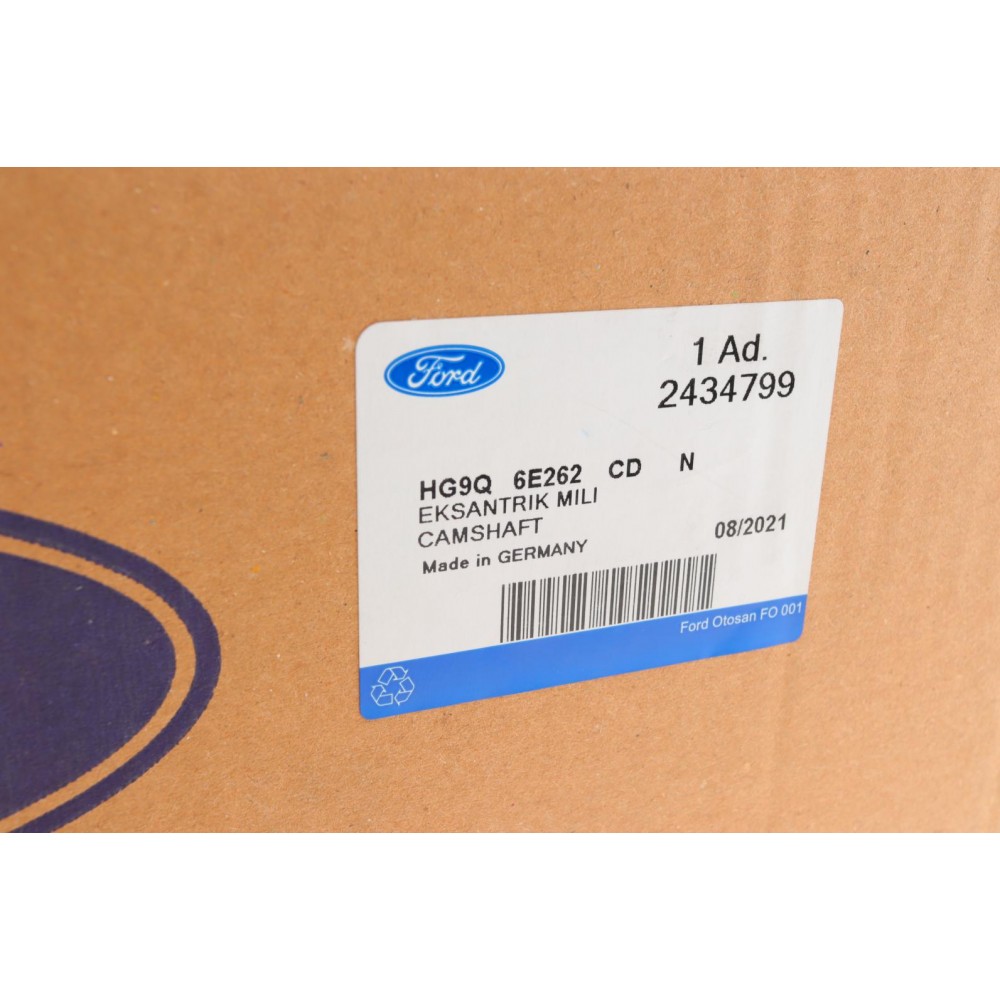 Ford
1 Ad.
2434799
HG9Q 6E262 CD N
EKSANTRIK MILI
CAMSHAFT
08/2021
Made in GERMANY
Ford Otosan FO 001